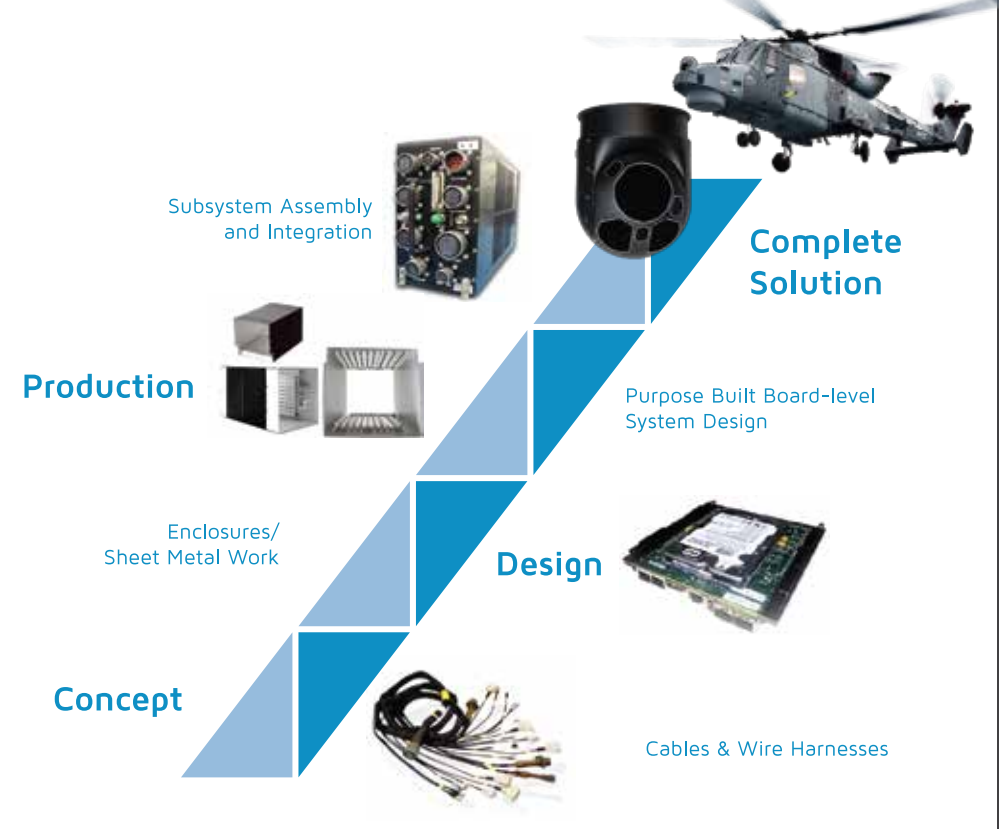 Subsystem Assembly
and Integration
Complete
Solution
Production
Purpose Built Board-level
System Design
Enclosures/
Sheet Metal Work
Design
Concept
Cables & Wire Harnesses